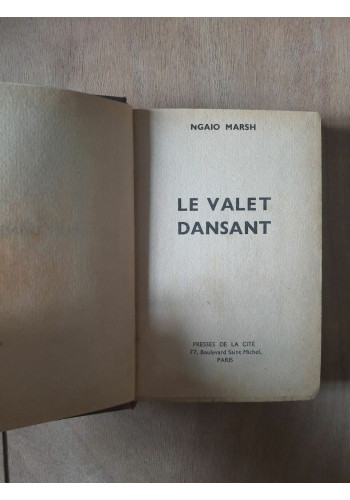 NGAIO MARSH
LE VALET
DANSANT
PRESSES DE LA CITÉ
77, Boulevard Saint Michel,
PARIS